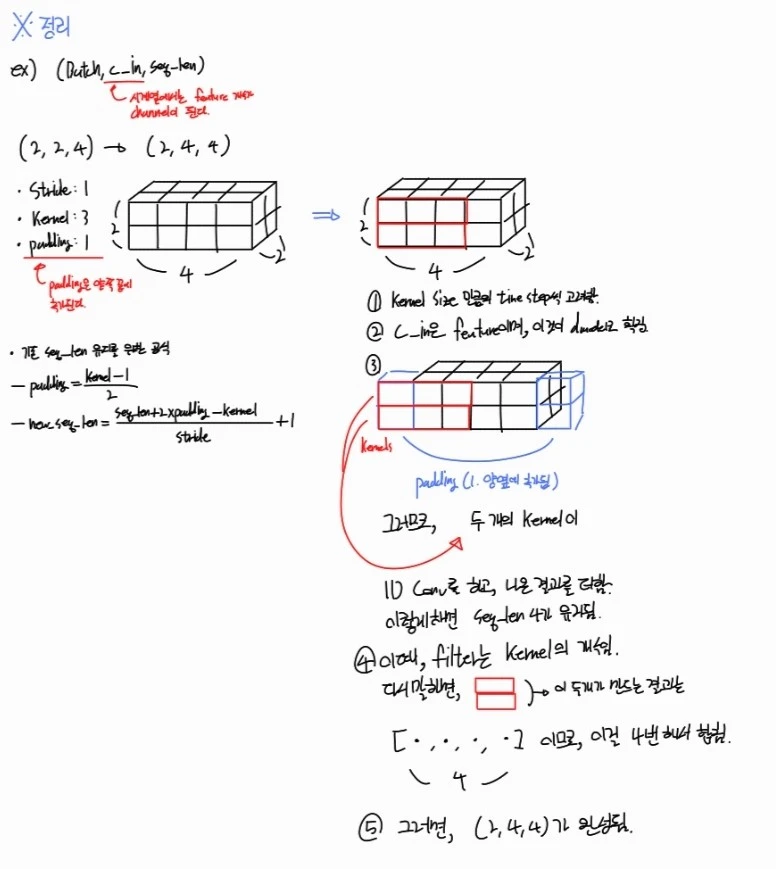 ※ 정리
ex) (Batch, c_in, seq_len)
시계열에서는 feature 개수가
channel이 된다.
(2, 2, 4) → (2, 4, 4)
• Stride: 1
• Kernel: 3
• padding: 1
padding은 양쪽 끝에
추가된다.
2
4
2
⇒
2
4
2
① Kernel Size 만큼의 time step씩 고려함.
② C_in은 feature이며, 이것이 dmodel로 확장
• 기존 seq_len 유지를 위한 공식
— padding = (kernel-1)/2
— new_seq_len = (seq_len+2×padding-kernel)/stride + 1
③
kernels
padding (1. 양옆에 추가됨)
그러므로, 두 개의 kernel이
1D Conv를 하고, 나온 결과를 더함.
이렇게하면 seq_len 4가 유지됨.
④ 이때, filter는 kernel의 개수임.
다시말하면, → 이 두개가 만드는 결과는
[·, ·, ·, ·] 이므로, 이걸 4번 해서 합침.
4
⑤ 그러면, (2,4,4)가 완성됨.